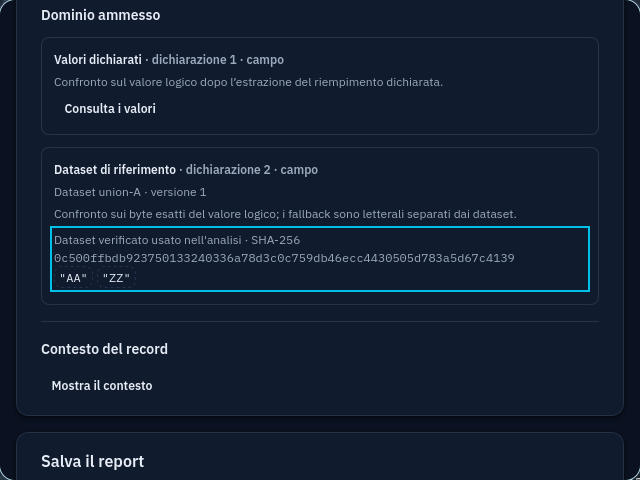 Dominio ammesso
Valori dichiarati · dichiarazione 1 · campo
Confronto sul valore logico dopo l’estrazione del riempimento dichiarata.
Consulta i valori
Dataset di riferimento · dichiarazione 2 · campo
Dataset union-A · versione 1
Confronto sui byte esatti del valore logico; i fallback sono letterali separati dai dataset.
Dataset verificato usato nell'analisi · SHA-256
0c500ffbdb923750133240336a78d3c0c759db46ecc4430505d783a5d67c4139
"AA" "ZZ"
Contesto del record
Mostra il contesto
Salva il report